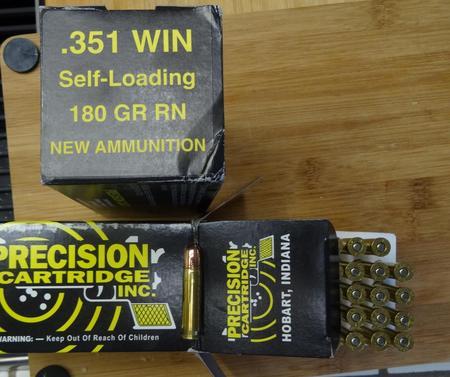 .351 WIN
Self-Loading
180 GR RN
NEW AMMUNITION
PRECISION
CARTRIDGE
INC.
WARNING: — Keep Out Of Reach Of Children
PRECISION
CARTRIDGE
INC.
HOBART, INDIANA